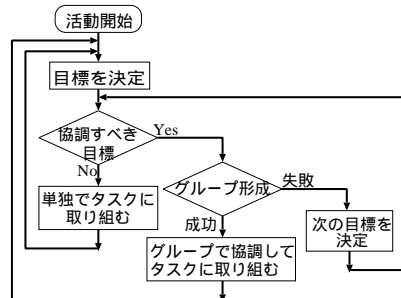 活動開始
目標を決定
協調すべき
目標
Yes
No
グループ形成
失敗
単独でタスクに
取り組む
成功
次の目標を
決定
グループで協調して
タスクに取り組む